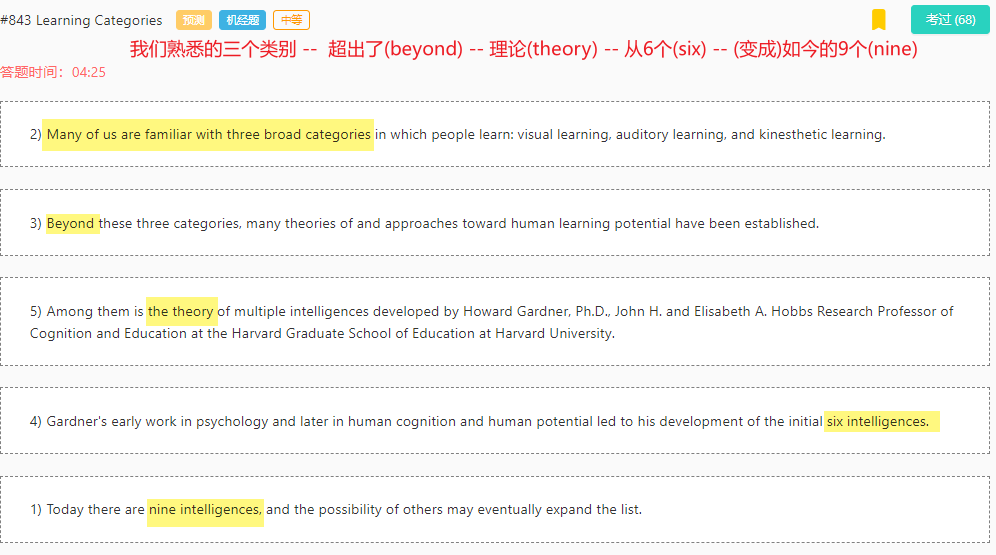 #843 Learning Categories 预测 机经题 中等 考过 (68)
我们熟悉的三个类别 -- 超出了(beyond) -- 理论(theory) -- 从6个(six) -- (变成)如今的9个(nine)
答题时间：04:25
2) Many of us are familiar with three broad categories in which people learn: visual learning, auditory learning, and kinesthetic learning.
3) Beyond these three categories, many theories of and approaches toward human learning potential have been established.
5) Among them is the theory of multiple intelligences developed by Howard Gardner, Ph.D., John H. and Elisabeth A. Hobbs Research Professor of
Cognition and Education at the Harvard Graduate School of Education at Harvard University.
4) Gardner's early work in psychology and later in human cognition and human potential led to his development of the initial six intelligences.
1) Today there are nine intelligences, and the possibility of others may eventually expand the list.